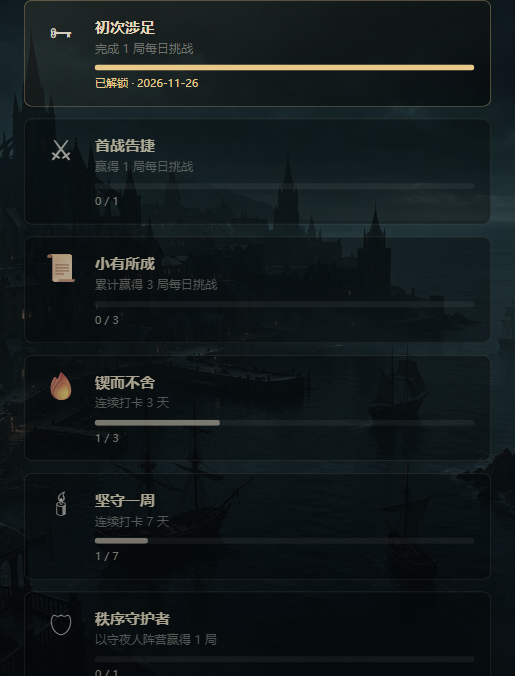 初次涉足
完成 1 局每日挑战
已解锁 · 2026-11-26
首战告捷
赢得 1 局每日挑战
0 / 1
小有所成
累计赢得 3 局每日挑战
0 / 3
锲而不舍
连续打卡 3 天
1 / 3
坚守一周
连续打卡 7 天
1 / 7
秩序守护者
以守夜人阵营赢得 1 局
0 / 1